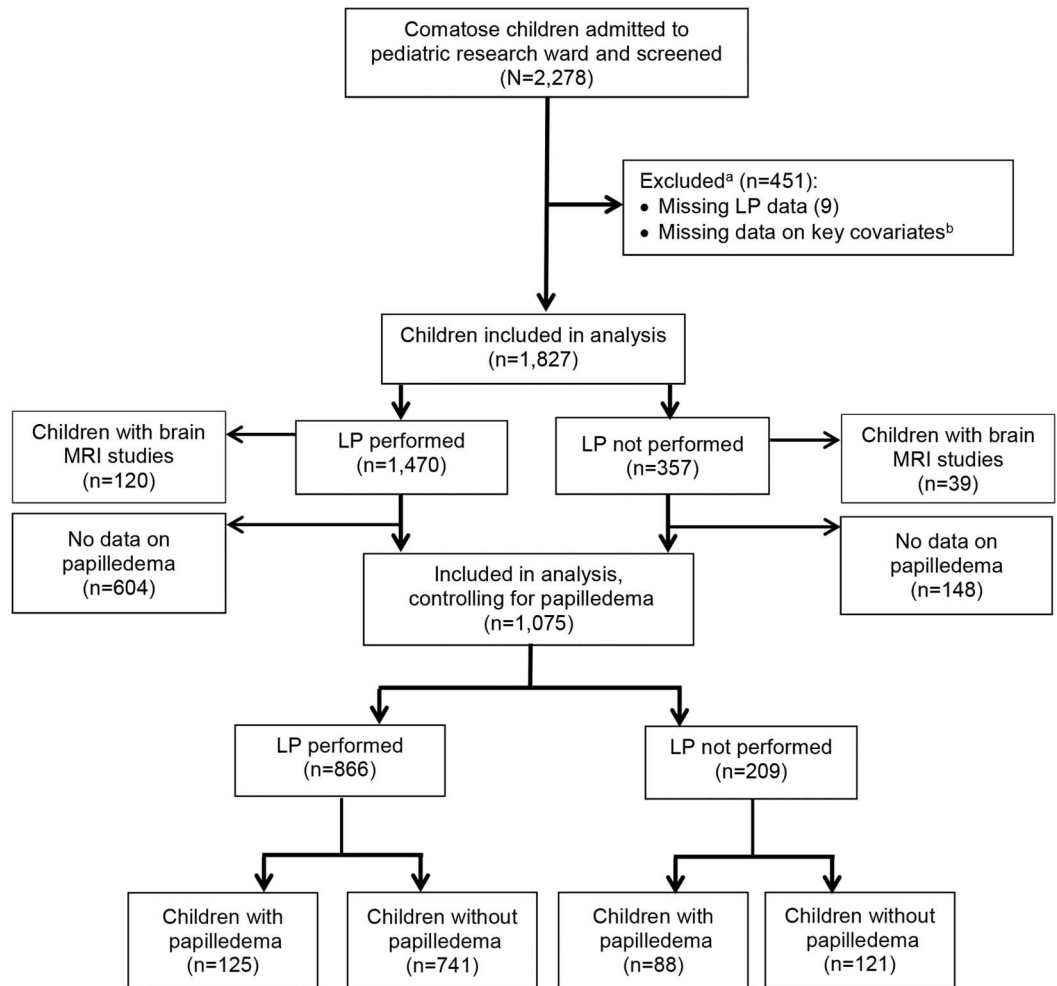 Comatose children admitted to
pediatric research ward and screened
(N=2,278)
Excludedᵃ (n=451):
• Missing LP data (9)
• Missing data on key covariatesᵇ
Children included in analysis
(n=1,827)
Children with brain
MRI studies
(n=120)
LP performed
(n=1,470)
LP not performed
(n=357)
Children with brain
MRI studies
(n=39)
No data on
papilledema
(n=604)
Included in analysis,
controlling for papilledema
(n=1,075)
No data on
papilledema
(n=148)
LP performed
(n=866)
LP not performed
(n=209)
Children with
papilledema
(n=125)
Children without
papilledema
(n=741)
Children with
papilledema
(n=88)
Children without
papilledema
(n=121)